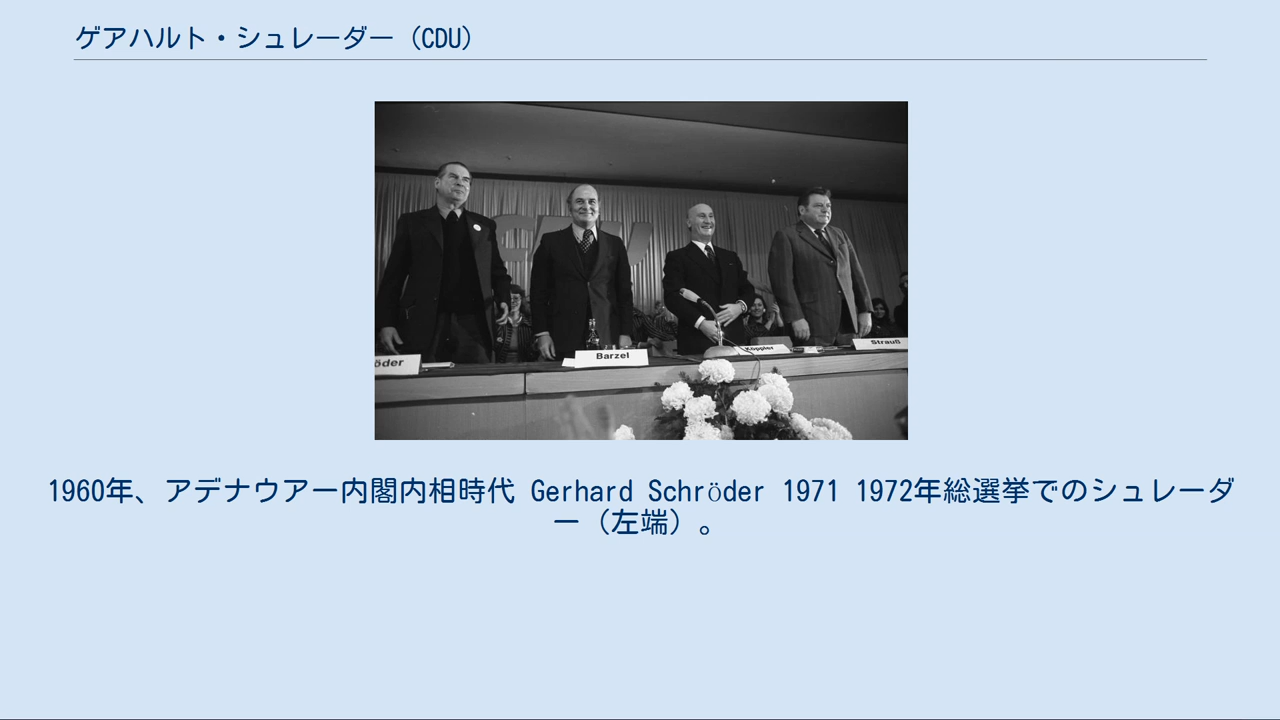 ゲアハルト・シュレーダー（CDU）
öder
Barzel
Köppler
Strauß
1960年、アデナウアー内閣内相時代 Gerhard Schröder 1971 1972年総選挙でのシュレーダ
ー（左端）。